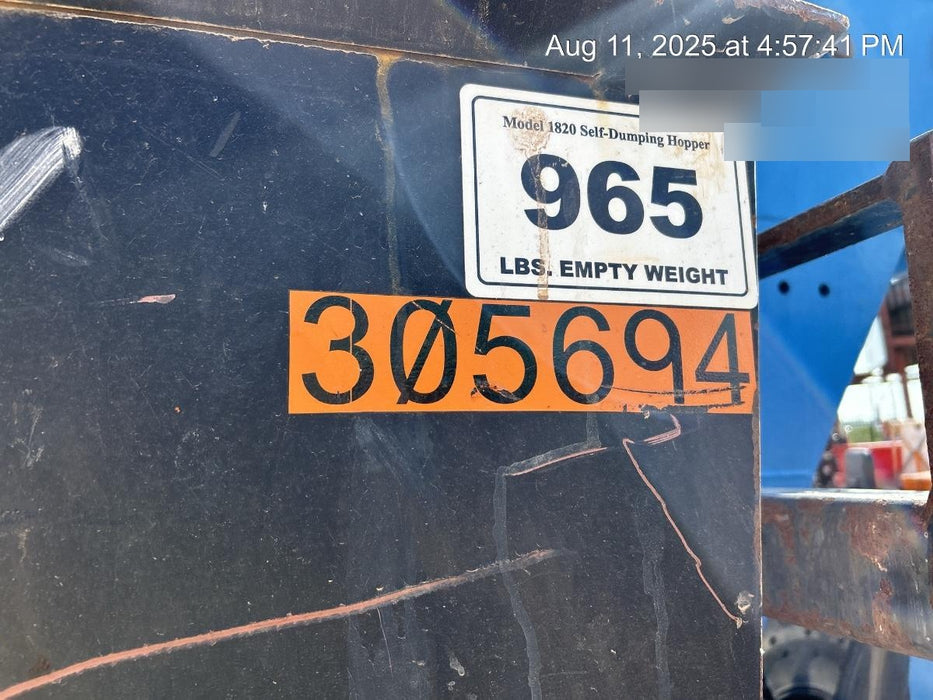 Aug 11, 2025 at 4:57:41 PM
Model 1820 Self-Dumping Hopper
965
LBS. EMPTY WEIGHT
3Ø5694